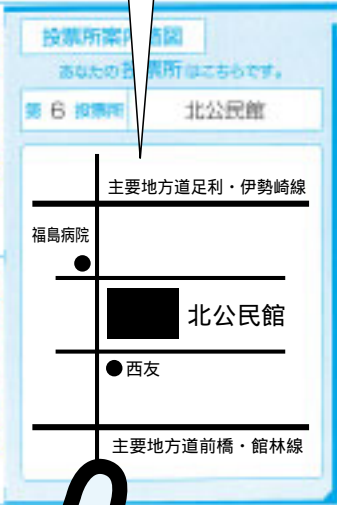 投票所案内略図
あなたの投票所はこちらです。
第 6 投票所 北公民館
主要地方道足利・伊勢崎線
福島病院
北公民館
西友
主要地方道前橋・館林線